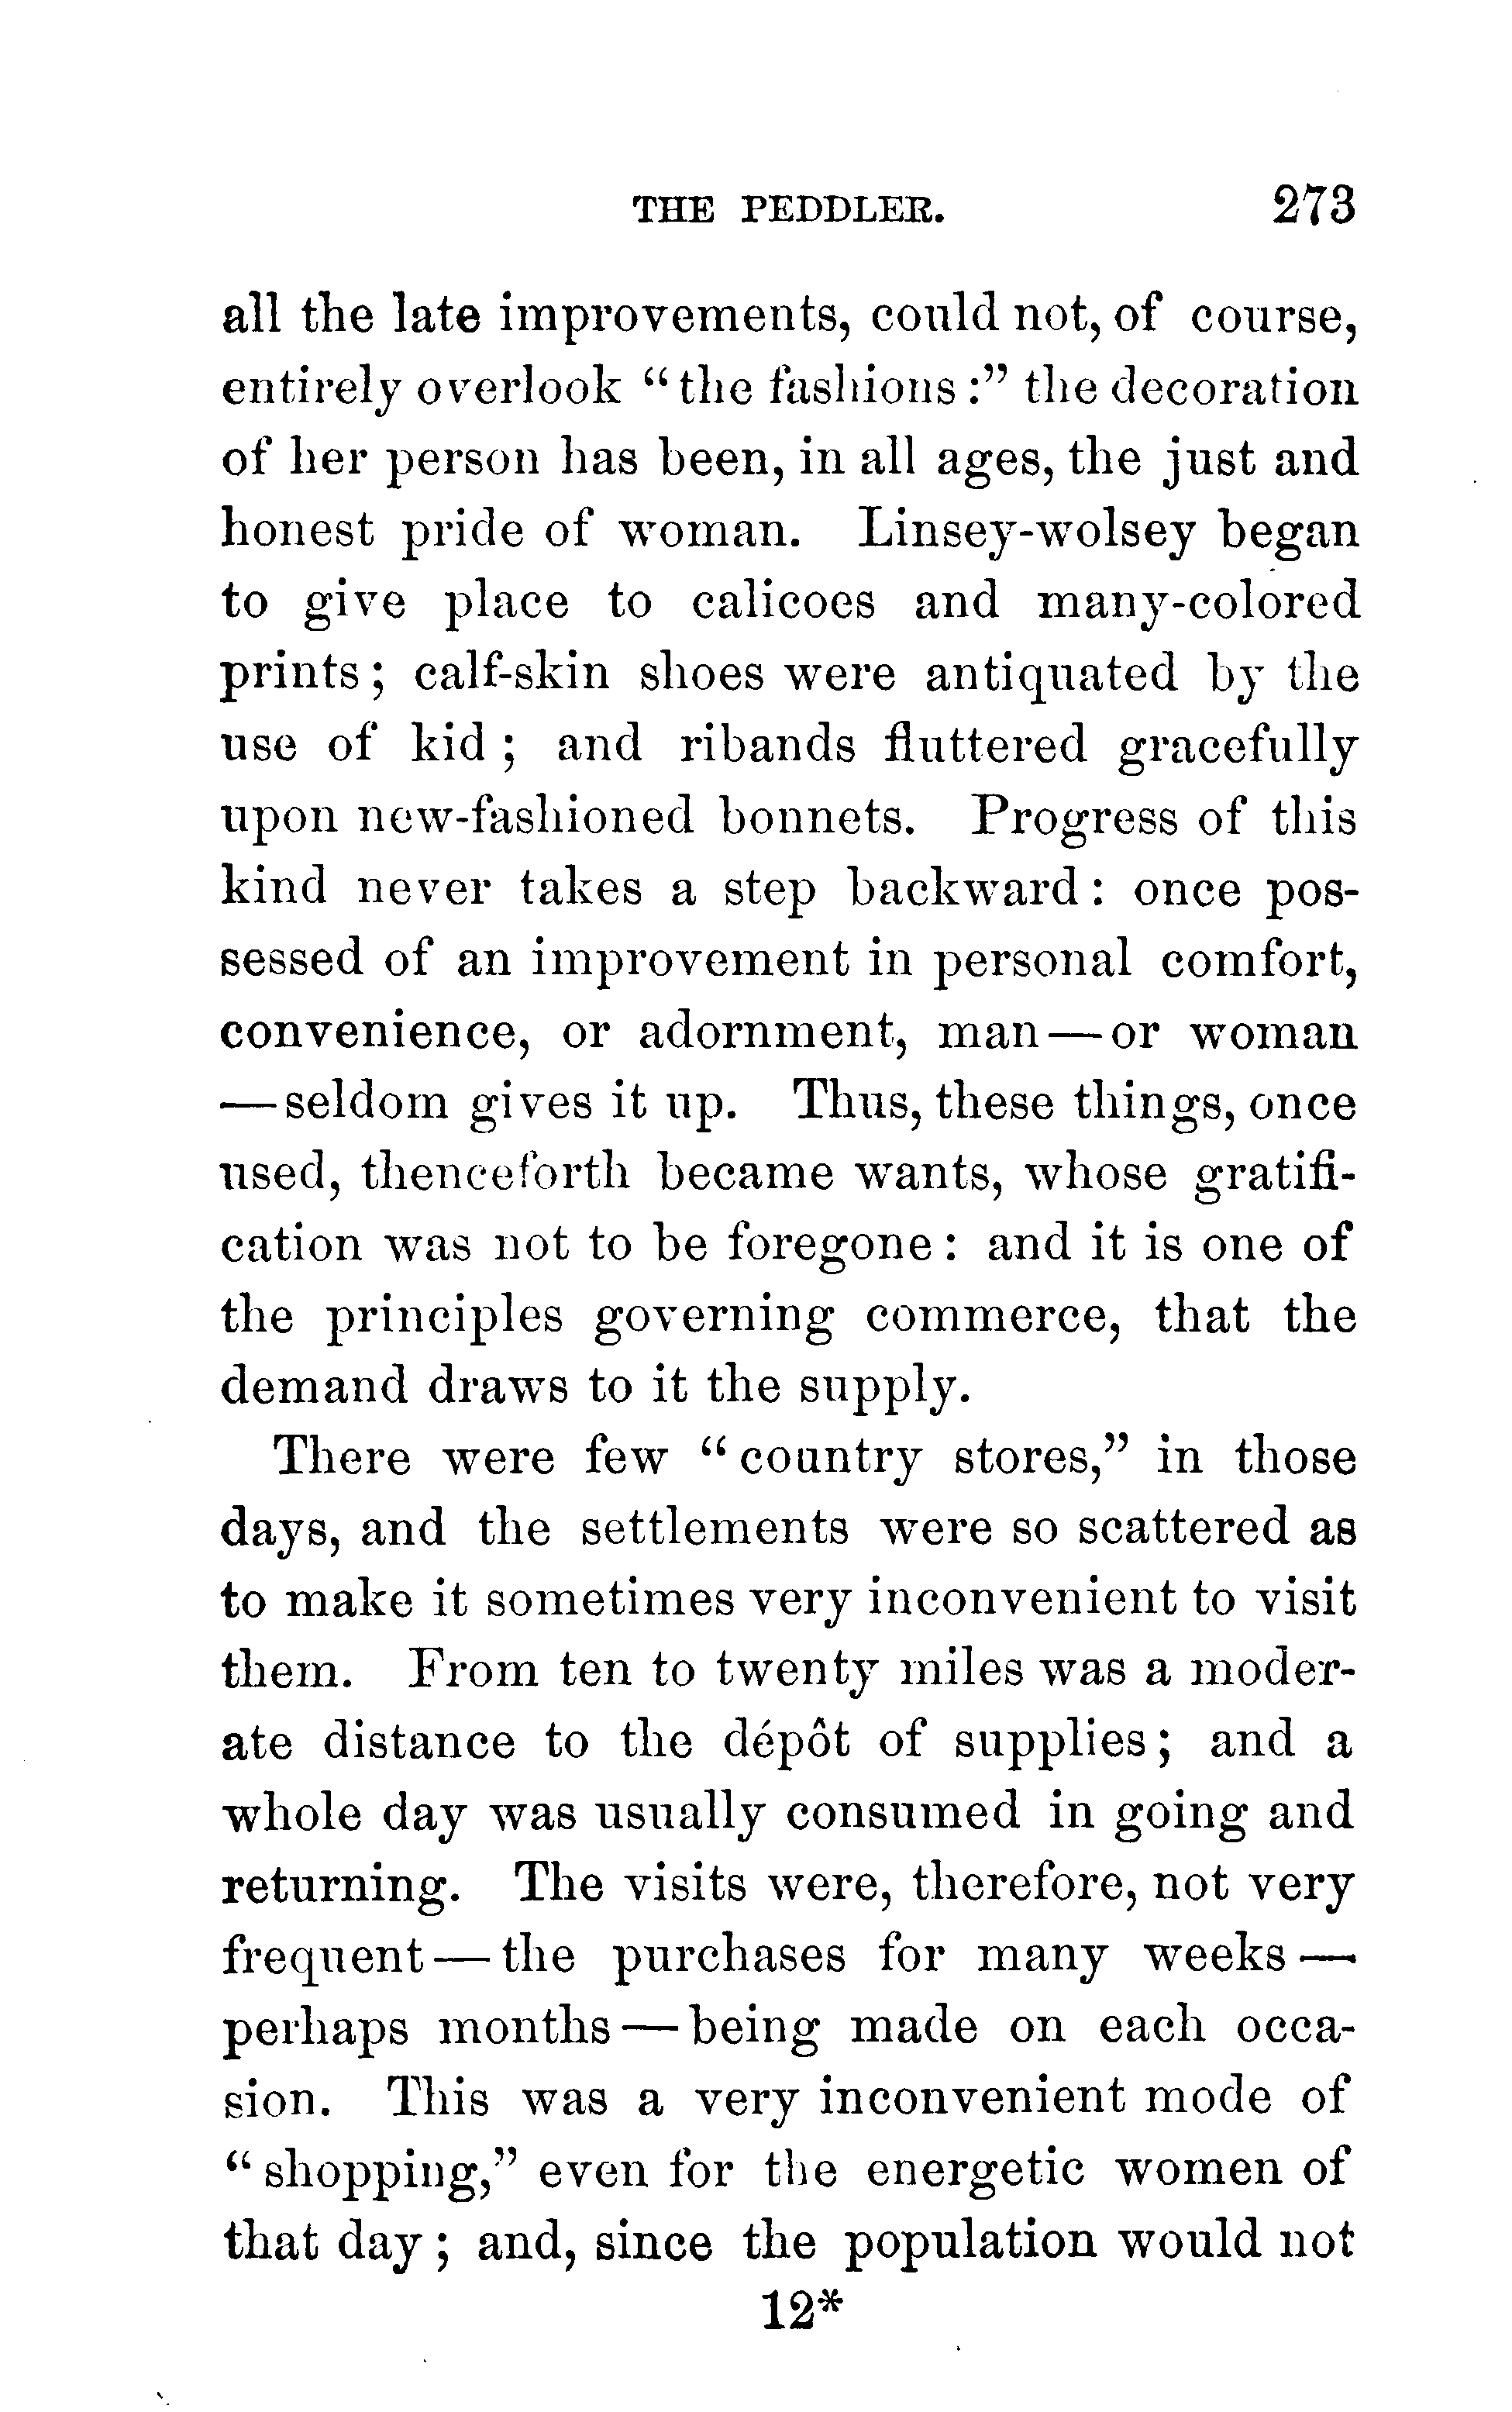 THE PEDDLER. 273
all the late improvements, could not, of course,
entirely overlook "the fashions :" the decoration
of her person has been, in all ages, the just and
honest pride of woman. Linsey-wolsey began
to give place to calicoes and many-colored
prints; calf-skin shoes were antiquated by the
use of kid; and ribands fluttered gracefully
upon new-fashioned bonnets. Progress of this
kind never takes a step backward: once pos-
sessed of an improvement in personal comfort,
convenience, or adornment, man—or woman
—seldom gives it up. Thus, these things, once
used, thenceforth became wants, whose gratifi-
cation was not to be foregone: and it is one of
the principles governing commerce, that the
demand draws to it the supply.
There were few "country stores," in those
days, and the settlements were so scattered as
to make it sometimes very inconvenient to visit
them. From ten to twenty miles was a moder-
ate distance to the dépôt of supplies; and a
whole day was usually consumed in going and
returning. The visits were, therefore, not very
frequent—the purchases for many weeks—
perhaps months—being made on each occa-
sion. This was a very inconvenient mode of
"shopping," even for the energetic women of
that day; and, since the population would not
12*